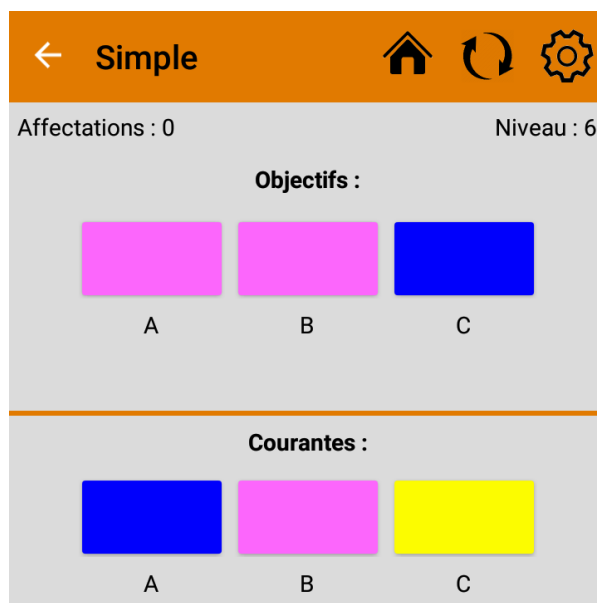 Simple
Affectations : 0 Niveau : 6
Objectifs :
A B C
Courantes :
A B C